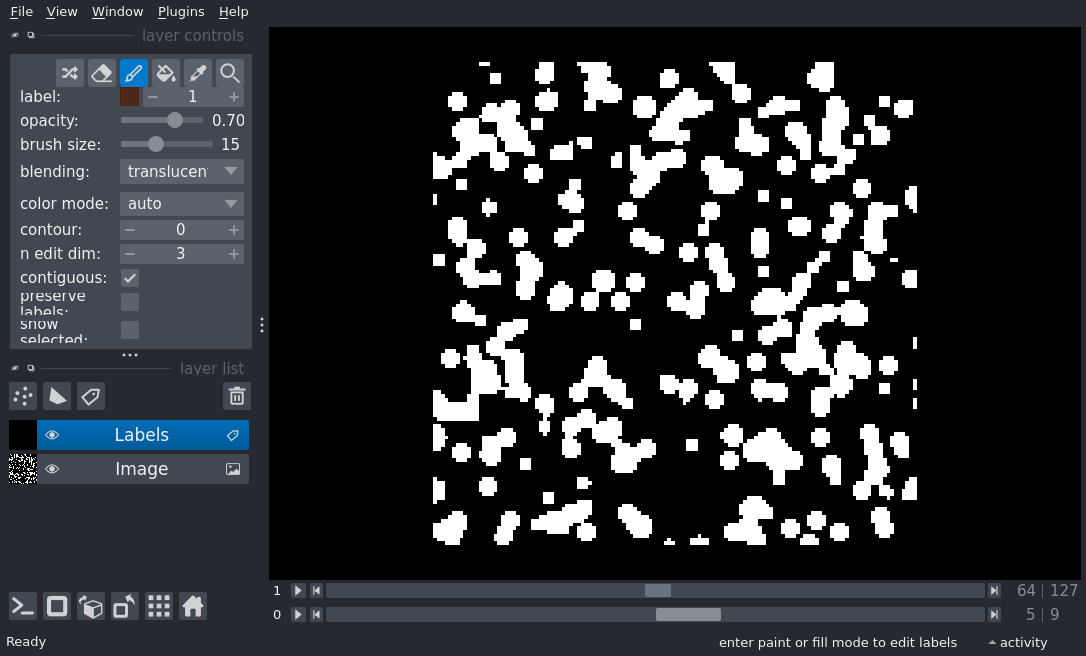 File View Window Plugins Help
layer controls
label: 1
opacity: 0.70
brush size: 15
blending: translucen
color mode: auto
contour: 0
n edit dim: 3
contiguous:
preserve
labels:
show
selected:
layer list
Labels
Image
1 64 | 127
0 5 | 9
Ready enter paint or fill mode to edit labels activity